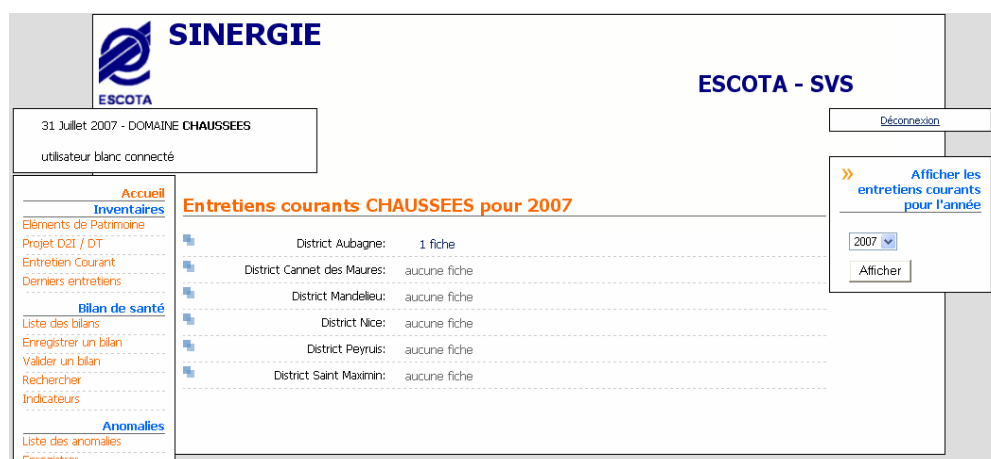 SINERGIE
ESCOTA
ESCOTA - SVS
31 Juillet 2007 - DOMAINE CHAUSSEES
utilisateur blanc connecté
Déconnexion
Accueil
Inventaires
Eléments de Patrimoine
Projet D2I / DT
Entretien Courant
Derniers entretiens
Bilan de santé
Liste des bilans
Enregistrer un bilan
Valider un bilan
Rechercher
Indicateurs
Anomalies
Liste des anomalies
Enregistrer
Entretiens courants CHAUSSEES pour 2007
District Aubagne: 1 fiche
District Cannet des Maures: aucune fiche
District Mandelieu: aucune fiche
District Nice: aucune fiche
District Peyruis: aucune fiche
District Saint Maximin: aucune fiche
» Afficher les
entretiens courants
pour l'année
2007
Afficher